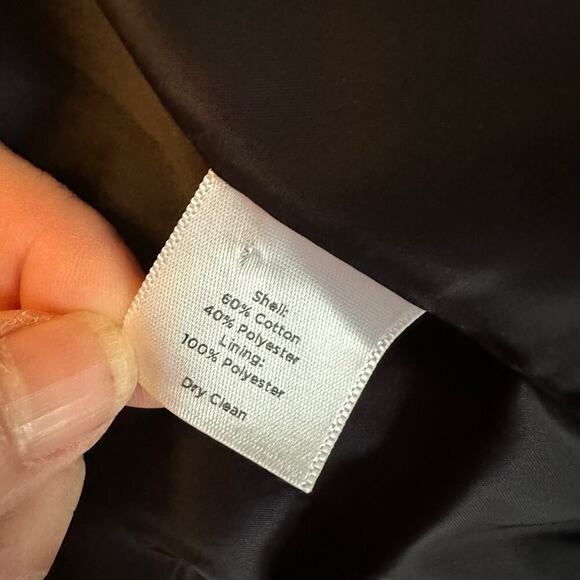 Shell:
60% Cotton
40% Polyester
Lining:
100% Polyester
Dry Clean